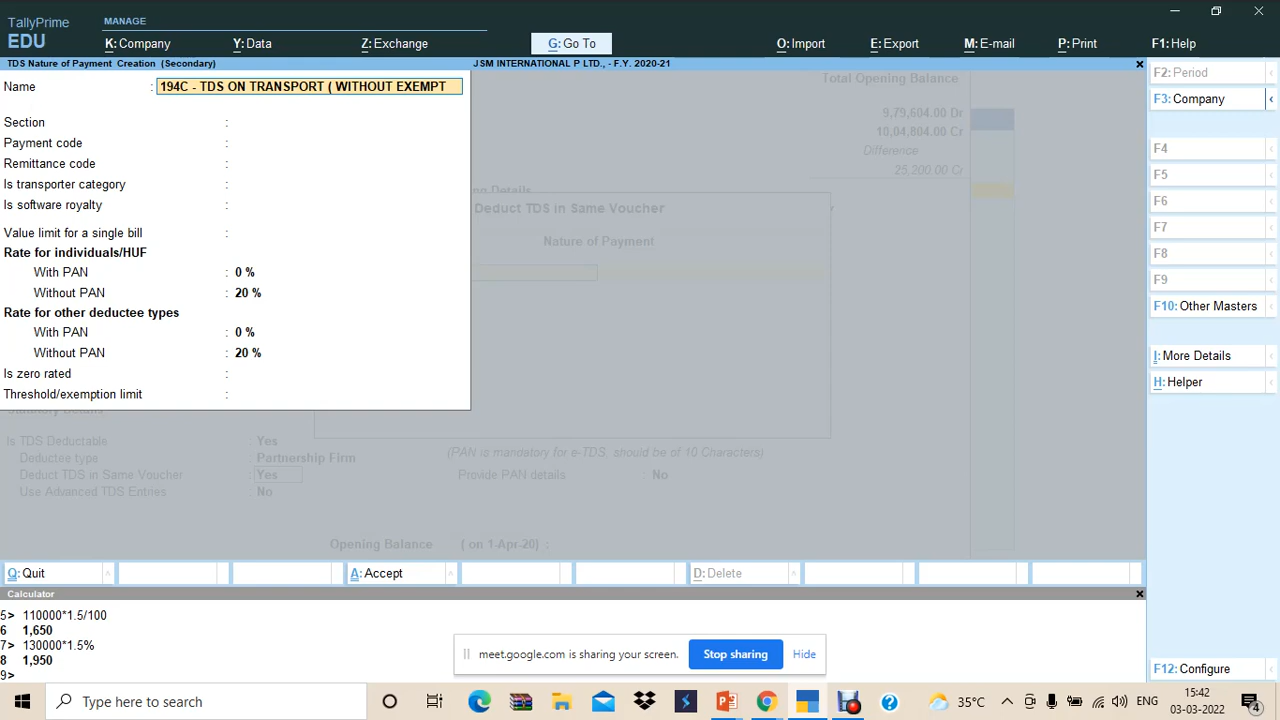 TallyPrime
EDU
MANAGE
K: Company
Y: Data
Z: Exchange
G: Go To
O: Import
E: Export
M: E-mail
P: Print
F1: Help
TDS Nature of Payment Creation (Secondary)
JSM INTERNATIONAL P LTD., - F.Y. 2020-21
Name : 194C - TDS ON TRANSPORT ( WITHOUT EXEMPT
Section :
Payment code :
Remittance code :
Is transporter category :
Is software royalty :
Value limit for a single bill :
Rate for individuals/HUF
With PAN : 0 %
Without PAN : 20 %
Rate for other deductee types
With PAN : 0 %
Without PAN : 20 %
Is zero rated :
Threshold/exemption limit :
Total Opening Balance
9,79,604.00 Dr
10,04,804.00 Cr
Difference
25,200.00 Cr
Deduct TDS in Same Voucher
Nature of Payment
Is TDS Deductable : Yes
Deductee type : Partnership Firm
Deduct TDS in Same Voucher : Yes
Use Advanced TDS Entries : No
(PAN is mandatory for e-TDS, should be of 10 Characters)
Provide PAN details : No
Opening Balance ( on 1-Apr-20) :
F2: Period
F3: Company
F4
F5
F6
F7
F8
F9
F10: Other Masters
I: More Details
H: Helper
F12: Configure
Q: Quit
A: Accept
D: Delete
Calculator
5> 110000*1.5/100
6 1,650
7> 130000*1.5%
8 1,950
9>
meet.google.com is sharing your screen.
Stop sharing
Hide
Type here to search
35°C
ENG
15:42
03-03-2022
4